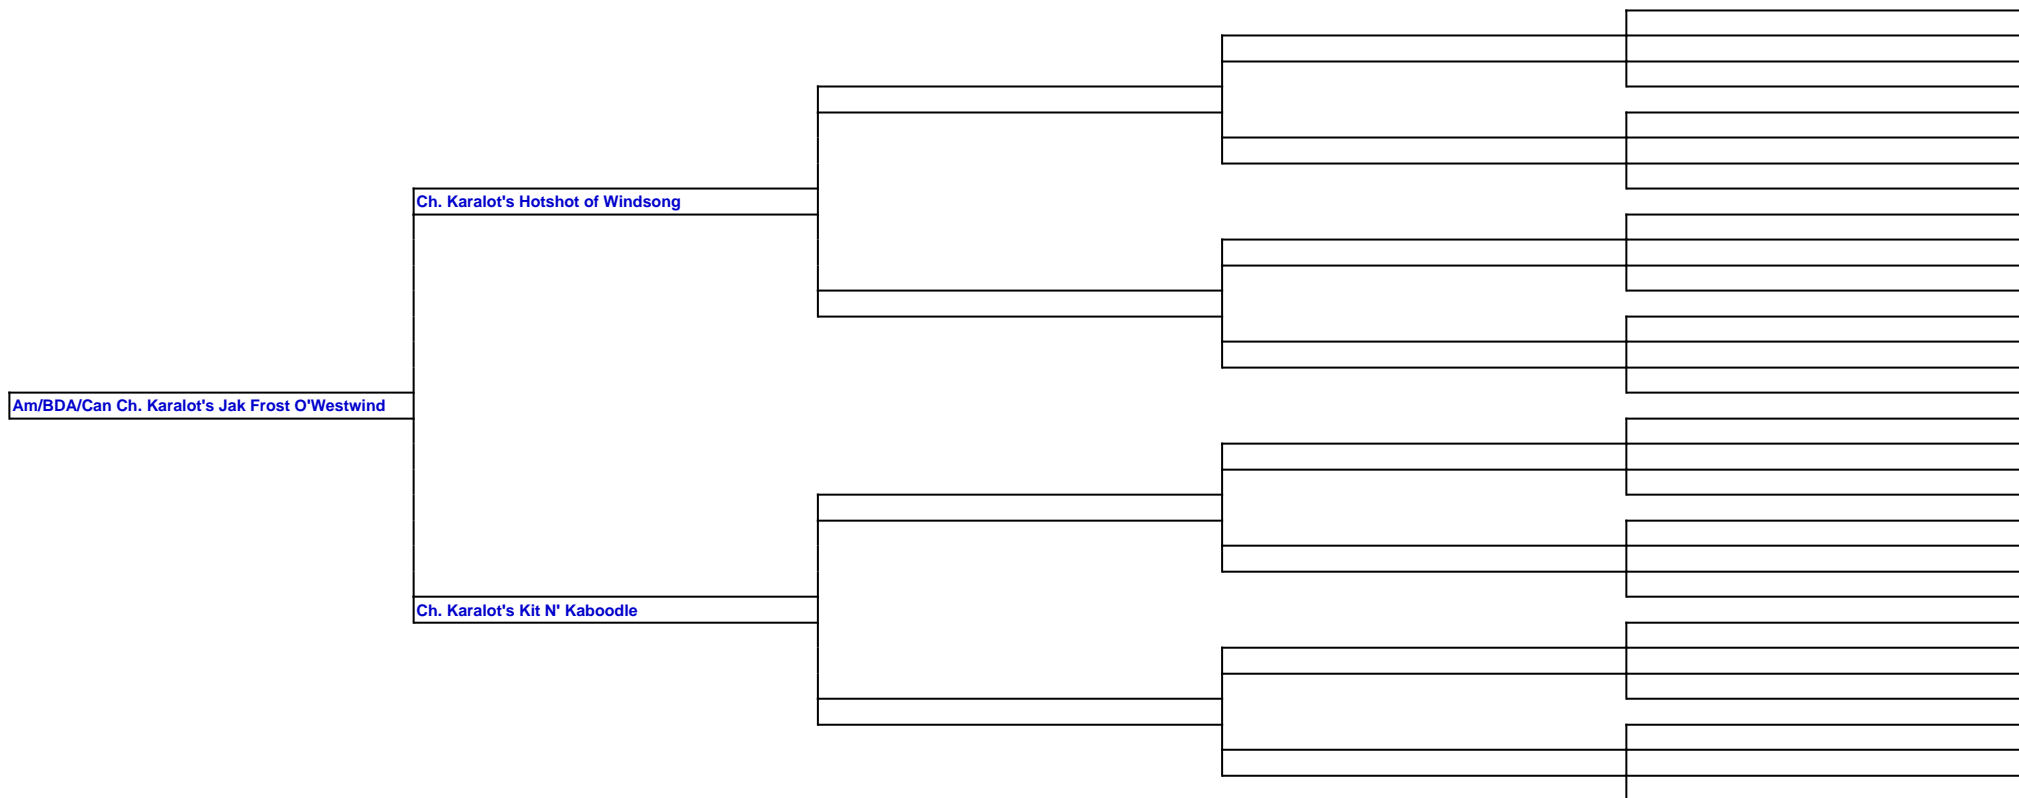 Ch. Karalot's Hotshot of Windsong
Am/BDA/Can Ch. Karalot's Jak Frost O'Westwind
Ch. Karalot's Kit N' Kaboodle